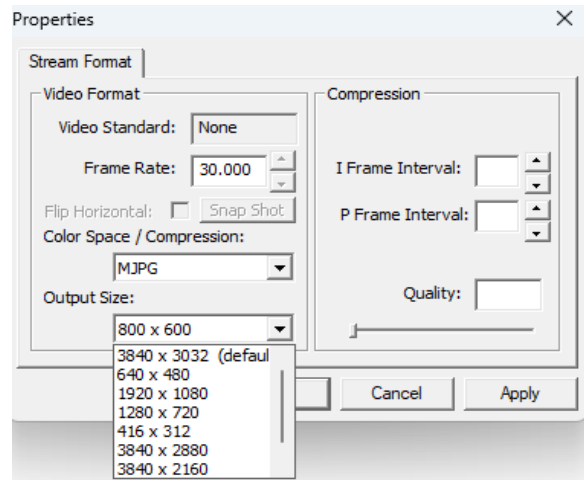 Properties
Stream Format
Video Format
Video Standard: None
Frame Rate: 30.000
Flip Horizontal: Snap Shot
Color Space / Compression:
MJPG
Output Size:
800 x 600
3840 x 3032 (defaul
640 x 480
1920 x 1080
1280 x 720
416 x 312
3840 x 2880
3840 x 2160
Compression
I Frame Interval:
P Frame Interval:
Quality:
Cancel Apply